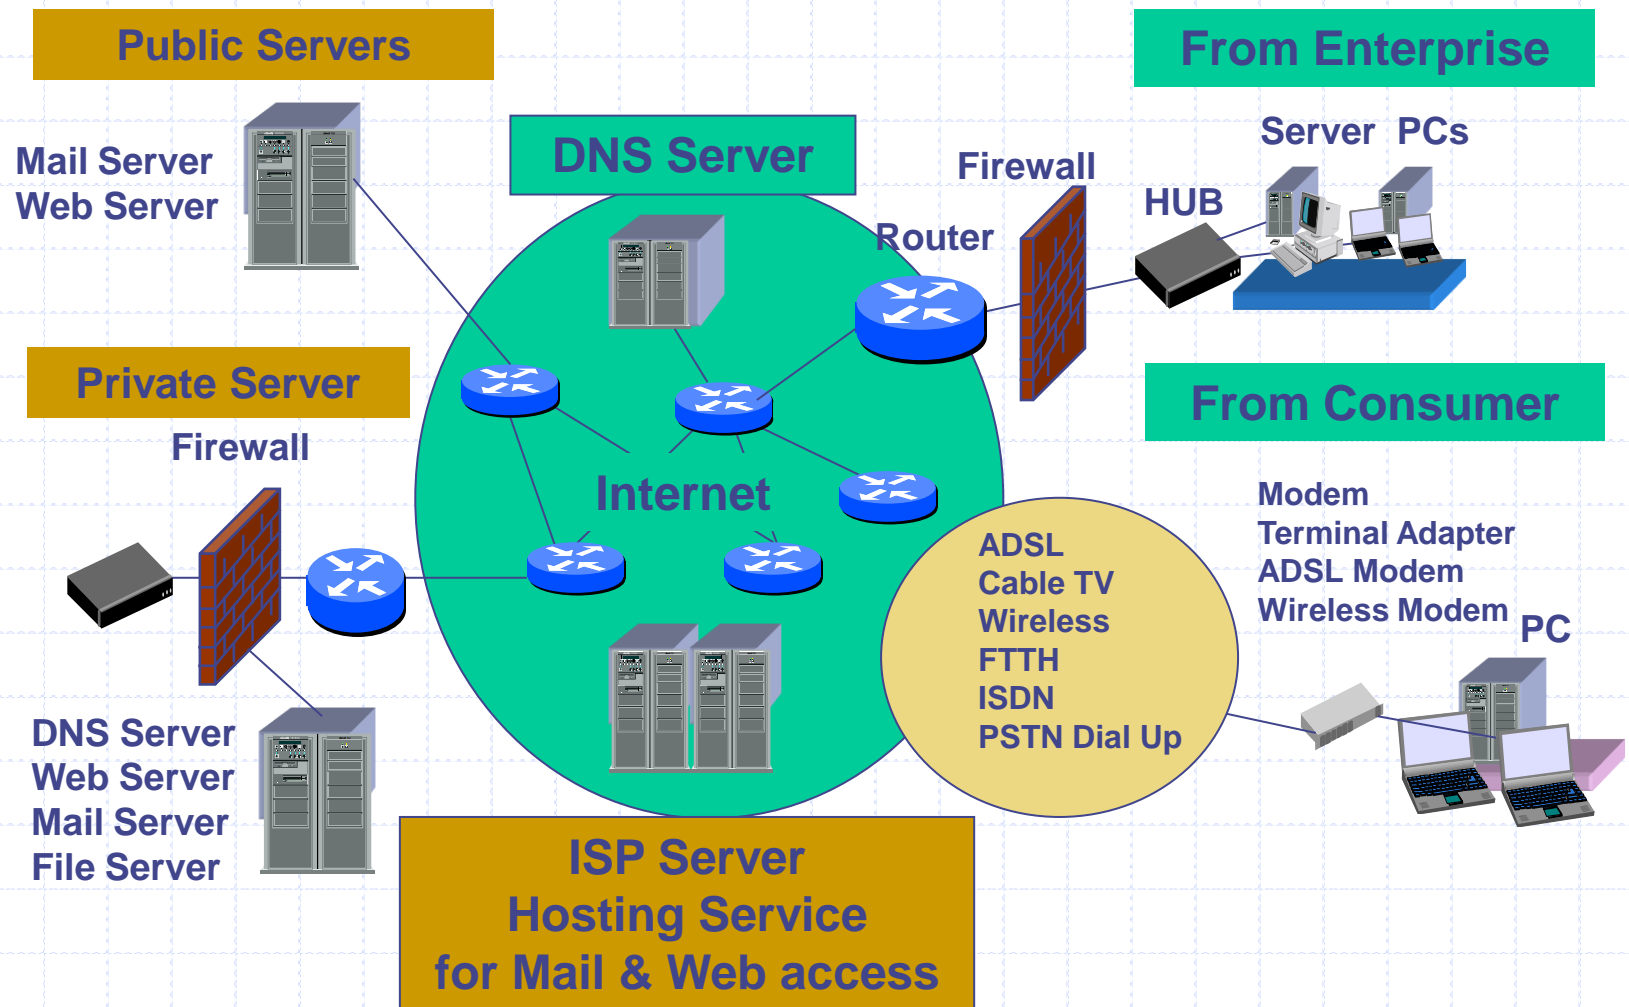 Public Servers
Mail Server
Web Server
DNS Server
Firewall
Router
From Enterprise
Server PCs
HUB
Private Server
Firewall
DNS Server
Web Server
Mail Server
File Server
Internet
From Consumer
ADSL
Cable TV
Wireless
FTTH
ISDN
PSTN Dial Up
Modem
Terminal Adapter
ADSL Modem
Wireless Modem
PC
ISP Server
Hosting Service
for Mail & Web access